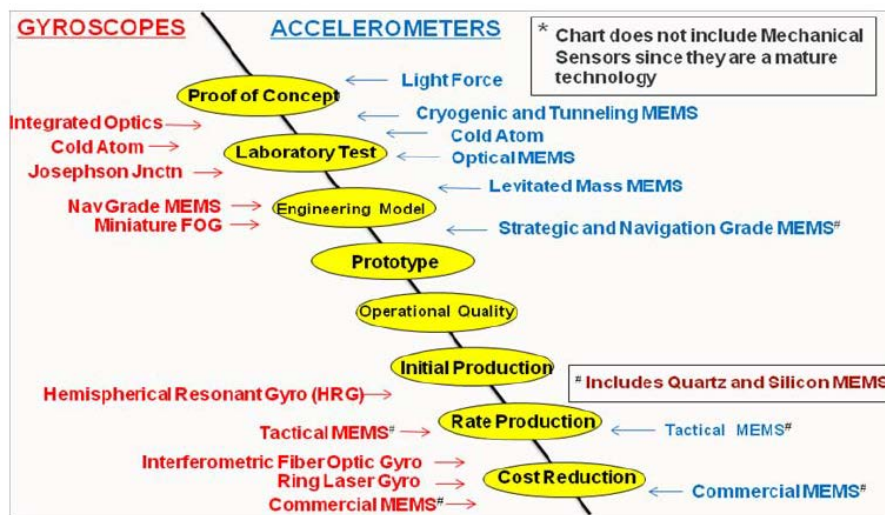 GYROSCOPES
ACCELEROMETERS
* Chart does not include Mechanical
Sensors since they are a mature
technology
Light Force
Proof of Concept
Cryogenic and Tunneling MEMS
Integrated Optics
Cold Atom
Cold Atom
Laboratory Test
Optical MEMS
Josephson Jnctn
Levitated Mass MEMS
Nav Grade MEMS
Engineering Model
Miniature FOG
Strategic and Navigation Grade MEMS#
Prototype
Operational Quality
Initial Production
# Includes Quartz and Silicon MEMS
Hemispherical Resonant Gyro (HRG)
Rate Production
Tactical MEMS#
Tactical MEMS#
Interferometric Fiber Optic Gyro
Ring Laser Gyro
Cost Reduction
Commercial MEMS#
Commercial MEMS#